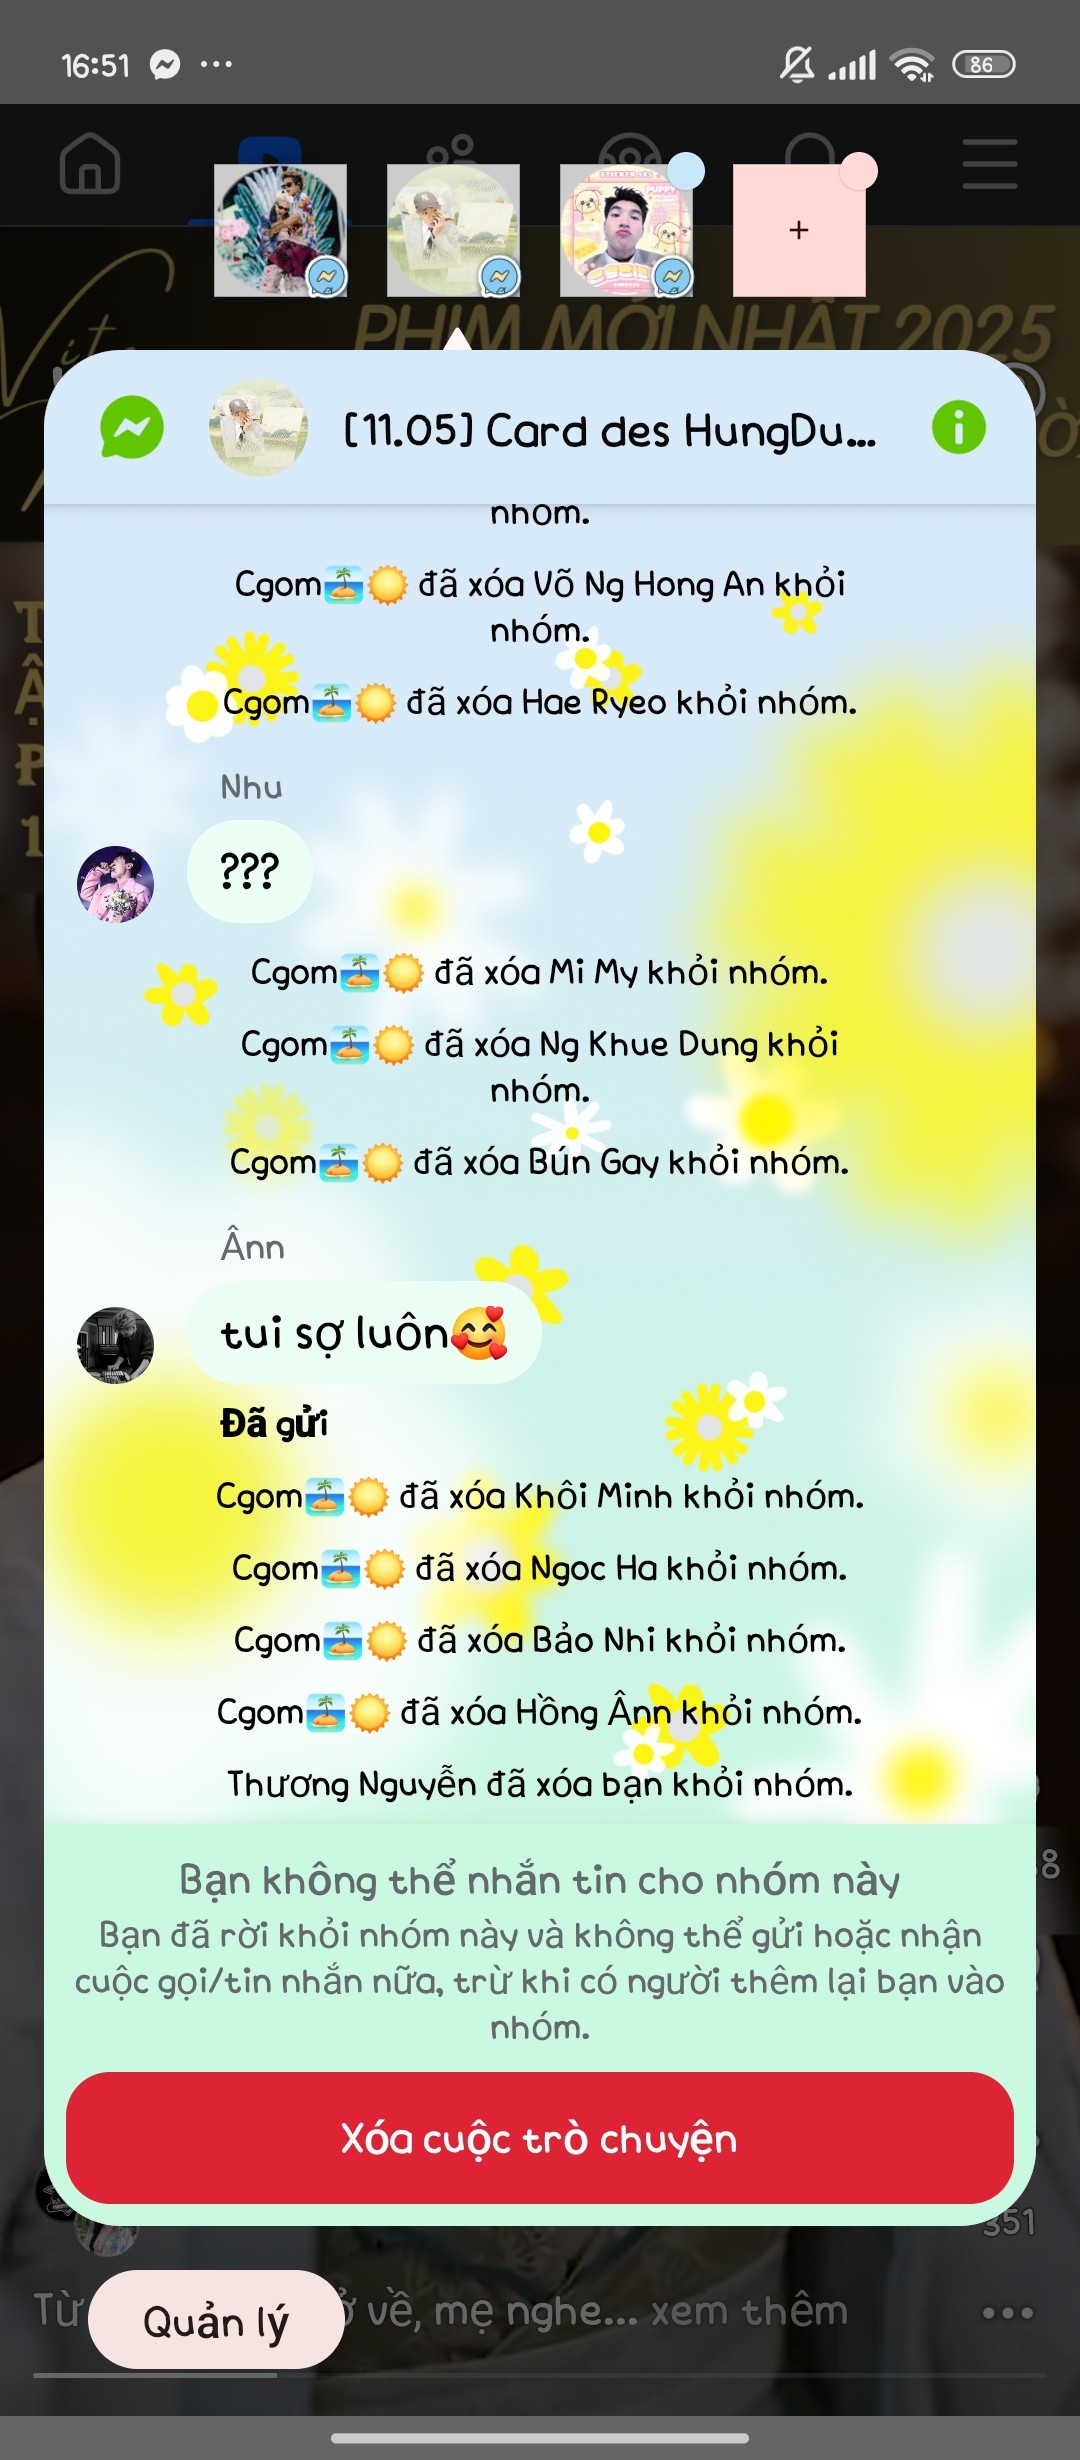 16:51
86
STICKER SKS
PUPPY
+
PHIM MỚI NHẤT 2025
[11.05] Card des HungDu...
nhóm.
Cgom🏝️☀️ đã xóa Võ Ng Hong An khỏi
nhóm.
Cgom🏝️☀️ đã xóa Hae Ryeo khỏi nhóm.
Nhu
???
Cgom🏝️☀️ đã xóa Mi My khỏi nhóm.
Cgom🏝️☀️ đã xóa Ng Khue Dung khỏi
nhóm.
Cgom🏝️☀️ đã xóa Bún Gay khỏi nhóm.
Ânn
tui sợ luôn🥰
Đã gửi
Cgom🏝️☀️ đã xóa Khôi Minh khỏi nhóm.
Cgom🏝️☀️ đã xóa Ngoc Ha khỏi nhóm.
Cgom🏝️☀️ đã xóa Bảo Nhi khỏi nhóm.
Cgom🏝️☀️ đã xóa Hồng Ânn khỏi nhóm.
Thương Nguyễn đã xóa bạn khỏi nhóm.
Bạn không thể nhắn tin cho nhóm này
Bạn đã rời khỏi nhóm này và không thể gửi hoặc nhận
cuộc gọi/tin nhắn nữa, trừ khi có người thêm lại bạn vào
nhóm.
Xóa cuộc trò chuyện
351
Từ
về, mẹ nghe... xem thêm
Quản lý